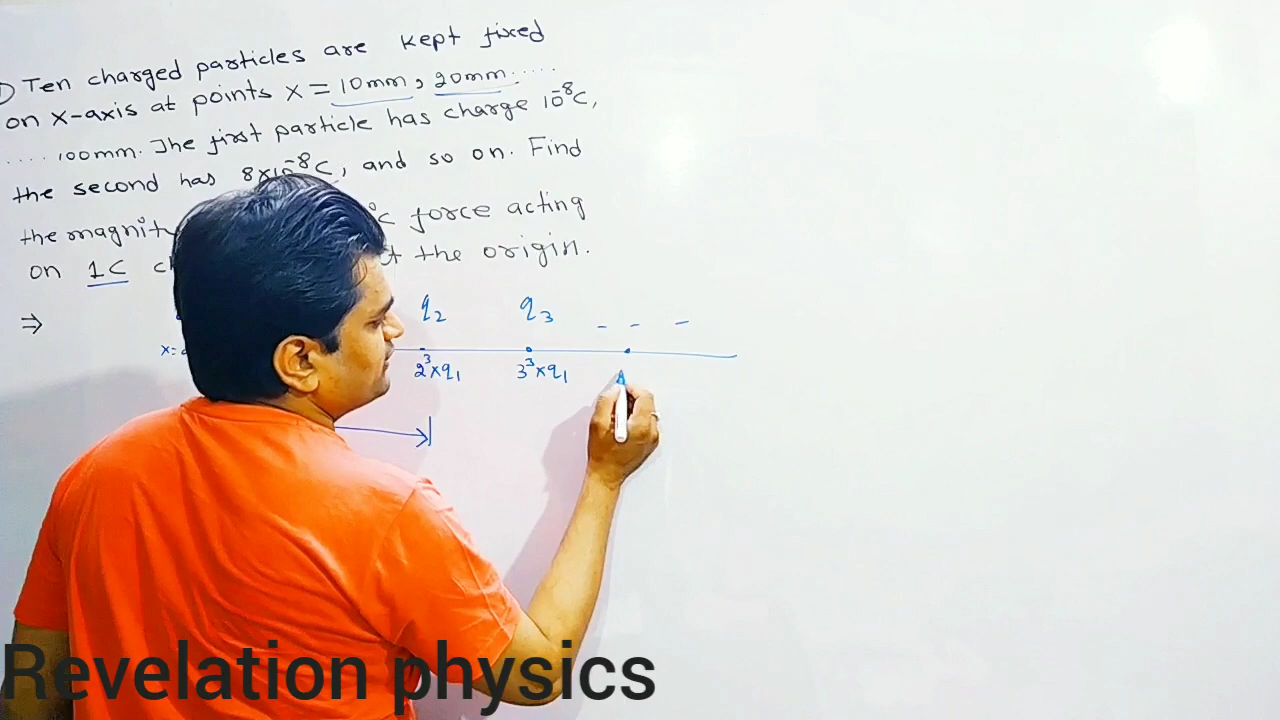 Ten charged particles are kept fixed
on x-axis at points x = 10mm, 20mm.....
.... 100mm. The first particle has charge 10⁻⁸C,
the second has 8×10⁻⁸C, and so on. Find
the magnit °c force acting
on 1C t the origin.
⇒ q₂ q₃ - - -
x= 2³×q₁ 3³×q₁
Revelation physics